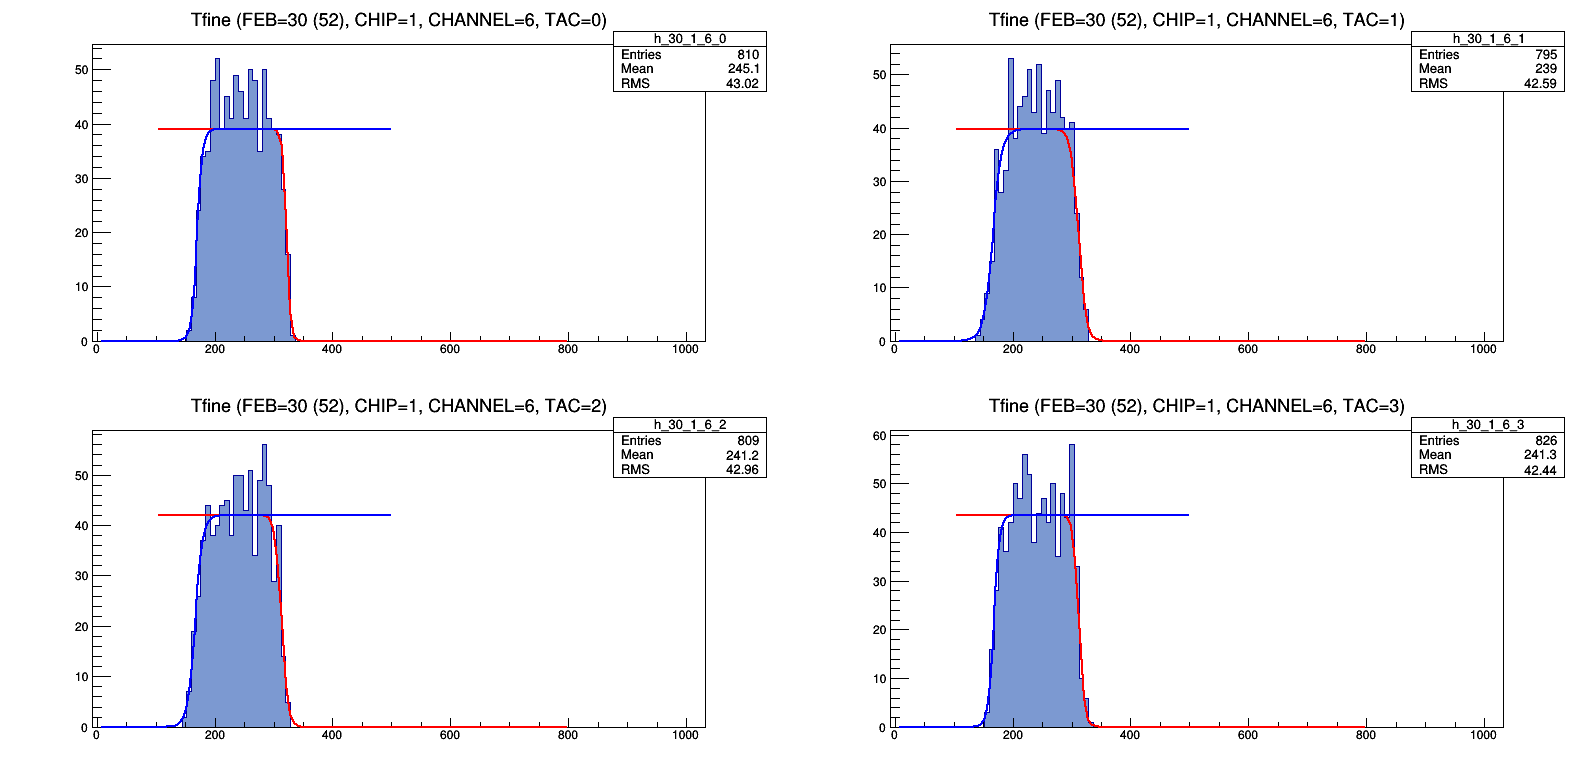 Tfine (FEB=30 (52), CHIP=1, CHANNEL=6, TAC=0)
h_30_1_6_0
Entries 810
Mean 245.1
RMS 43.02
50
40
30
20
10
0
0 200 400 600 800 1000
Tfine (FEB=30 (52), CHIP=1, CHANNEL=6, TAC=1)
h_30_1_6_1
Entries 795
Mean 239
RMS 42.59
50
40
30
20
10
0
0 200 400 600 800 1000
Tfine (FEB=30 (52), CHIP=1, CHANNEL=6, TAC=2)
h_30_1_6_2
Entries 809
Mean 241.2
RMS 42.96
50
40
30
20
10
0
0 200 400 600 800 1000
Tfine (FEB=30 (52), CHIP=1, CHANNEL=6, TAC=3)
h_30_1_6_3
Entries 826
Mean 241.3
RMS 42.44
60
50
40
30
20
10
0
0 200 400 600 800 1000